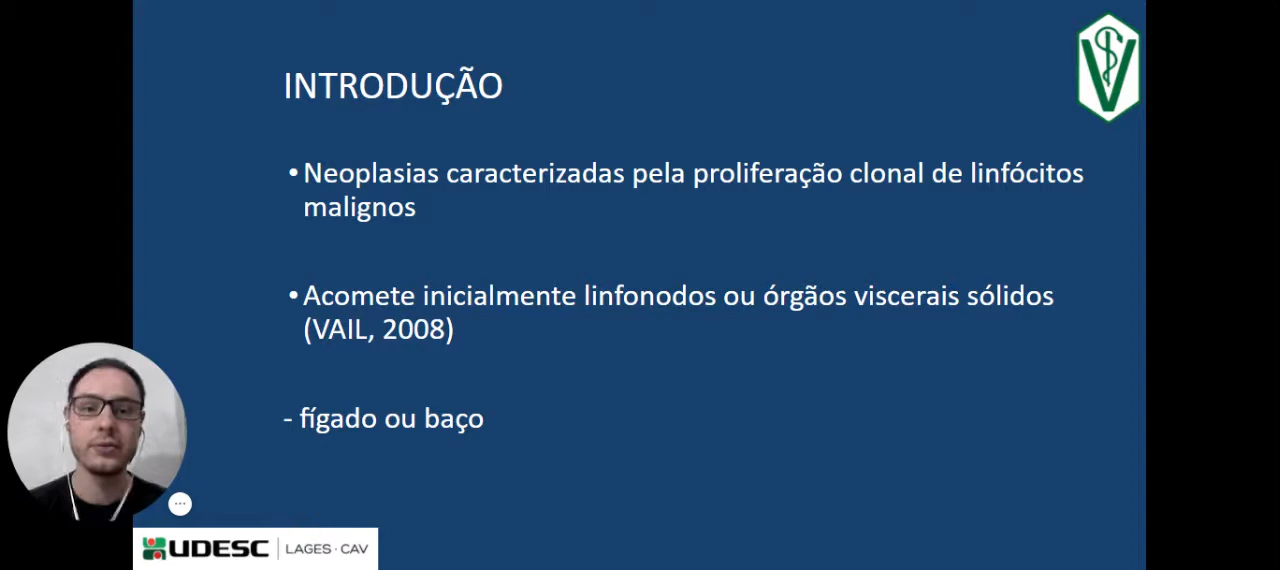 INTRODUÇÃO
• Neoplasias caracterizadas pela proliferação clonal de linfócitos
malignos
• Acomete inicialmente linfonodos ou órgãos viscerais sólidos
(VAIL, 2008)
- fígado ou baço
UDESC | LAGES · CAV
V